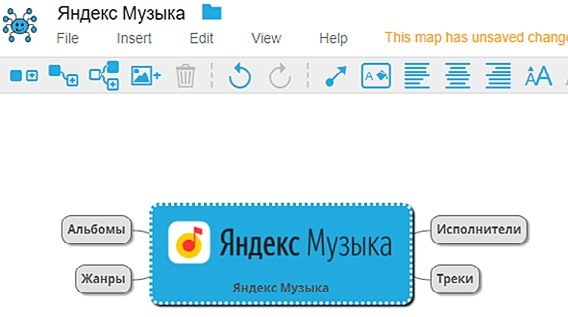 Яндекс Музыка
File Insert Edit View Help This map has unsaved change
A AA
Альбомы Исполнители
Яндекс Музыка
Жанры Треки
Яндекс Музыка